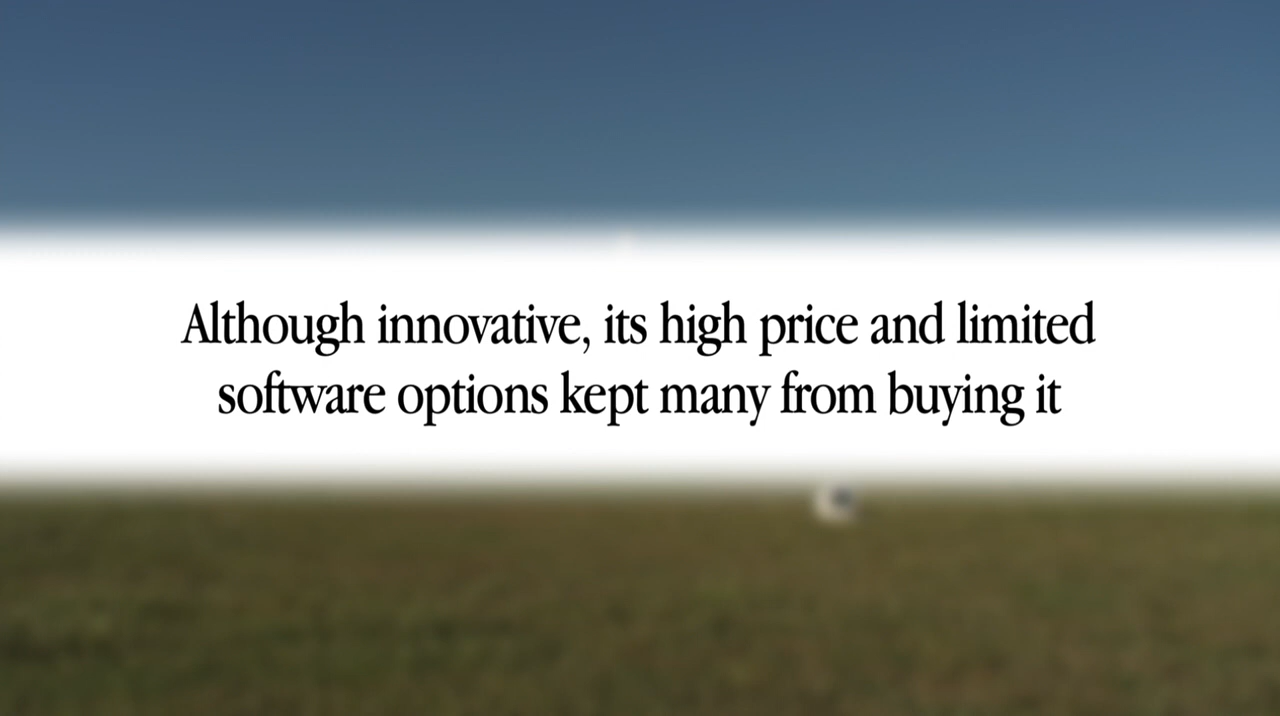 Although innovative, its high price and limited
software options kept many from buying it